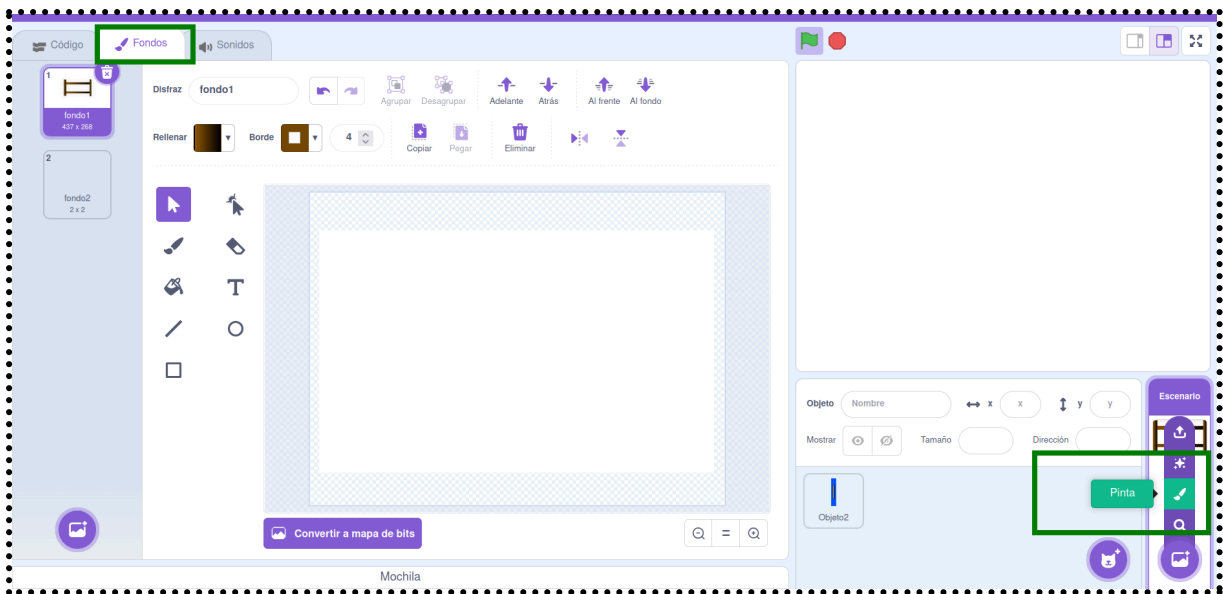 Código
Fondos
Sonidos
1
fondo1
437 x 268
2
fondo2
2 x 2
Disfraz
fondo1
Agrupar
Desagrupar
Adelante
Atrás
Al frente
Al fondo
Rellenar
Borde
4
Copiar
Pegar
Eliminar
T
Convertir a mapa de bits
Mochila
Objeto
Nombre
x
x
y
y
Mostrar
Tamaño
Dirección
Objeto2
Escenario
Pinta